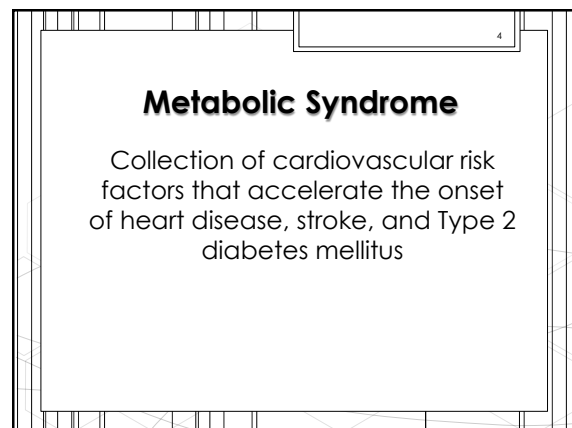 4
Metabolic Syndrome
Collection of cardiovascular risk
factors that accelerate the onset
of heart disease, stroke, and Type 2
diabetes mellitus